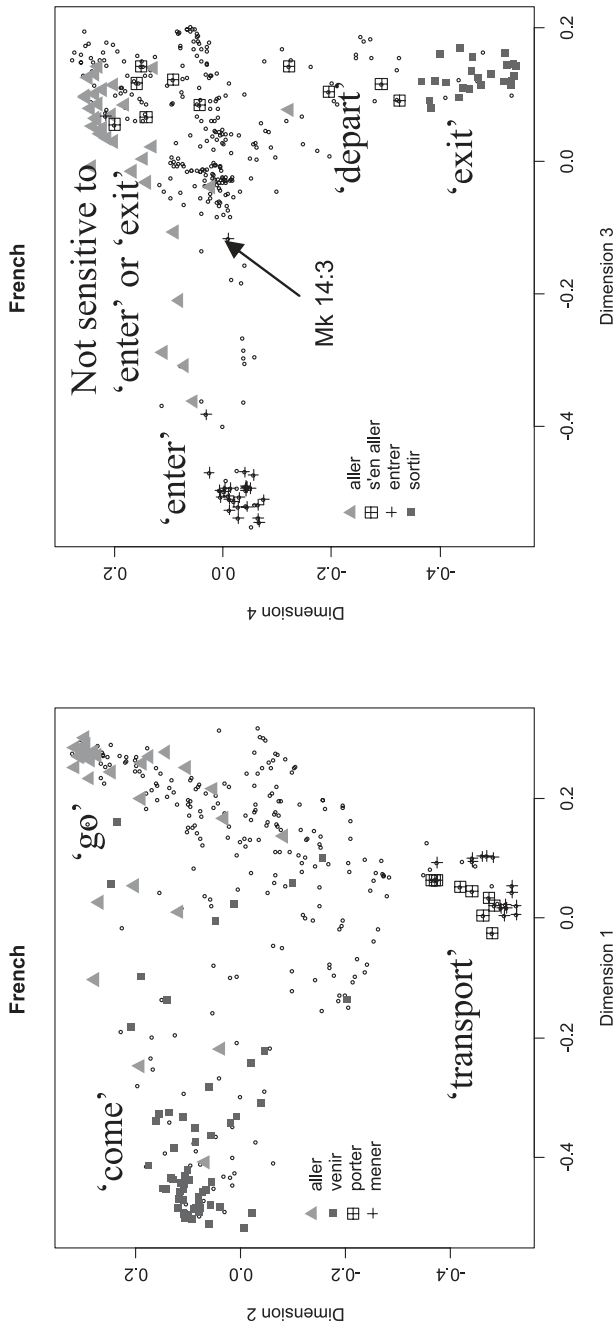 French
'come'
'go'
'transport'
aller
venir
porter
mener
0.2
0.0
-0.2
-0.4
Dimension 2
-0.4
-0.2
0.0
0.2
Dimension 1
French
Not sensitive to
'enter' or 'exit'
'enter'
Mk 14:3
'depart'
'exit'
aller
s'en aller
entrer
sortir
0.2
0.0
-0.2
-0.4
Dimension 4
-0.4
-0.2
0.0
0.2
Dimension 3